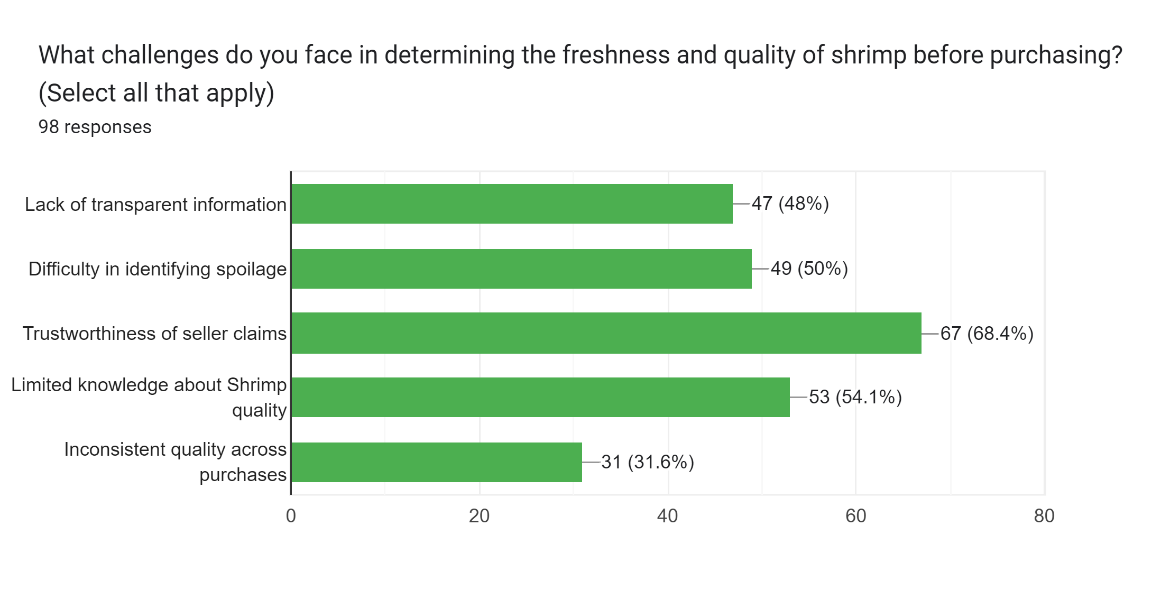 What challenges do you face in determining the freshness and quality of shrimp before purchasing?
(Select all that apply)
98 responses
Lack of transparent information
47 (48%)
Difficulty in identifying spoilage
49 (50%)
Trustworthiness of seller claims
67 (68.4%)
Limited knowledge about Shrimp
quality
53 (54.1%)
Inconsistent quality across
purchases
31 (31.6%)
0 20 40 60 80